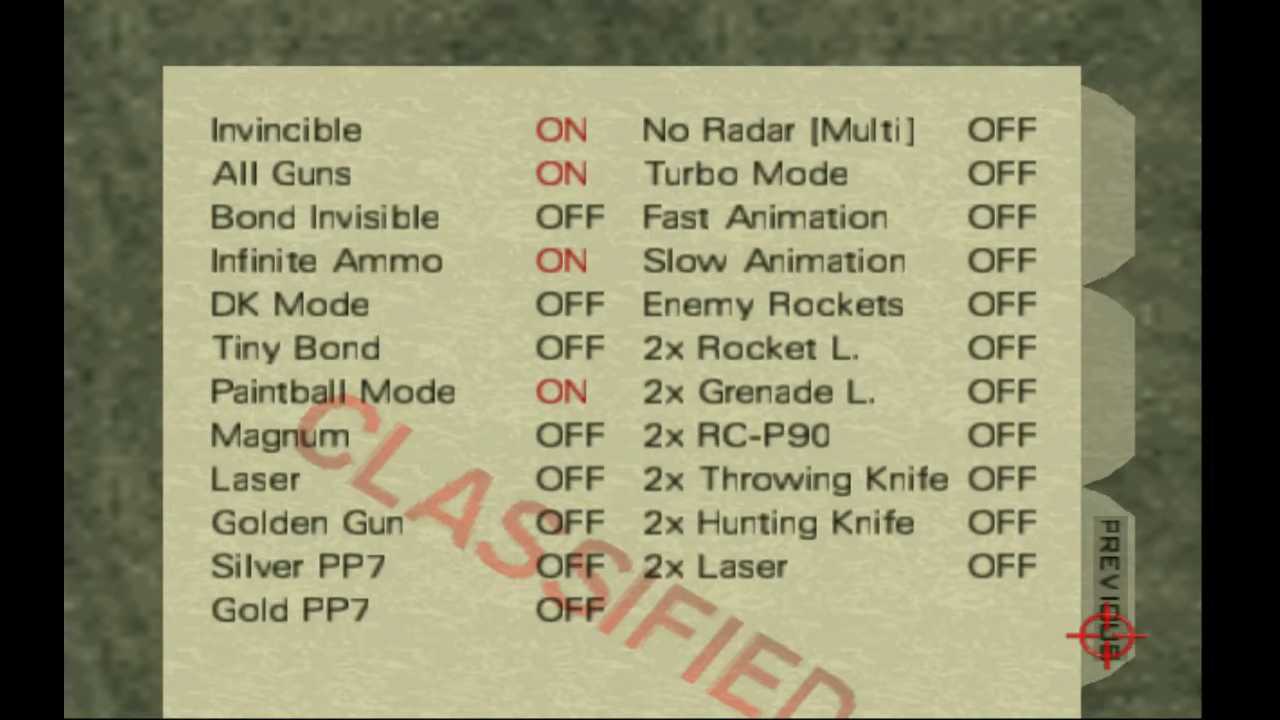 Invincible ON No Radar [Multi] OFF
All Guns ON Turbo Mode OFF
Bond Invisible OFF Fast Animation OFF
Infinite Ammo ON Slow Animation OFF
DK Mode OFF Enemy Rockets OFF
Tiny Bond OFF 2x Rocket L. OFF
Paintball Mode ON 2x Grenade L. OFF
Magnum OFF 2x RC-P90 OFF
Laser OFF 2x Throwing Knife OFF
Golden Gun OFF 2x Hunting Knife OFF
Silver PP7 OFF 2x Laser OFF
Gold PP7 OFF
CLASSIFIED
PREVIOUS